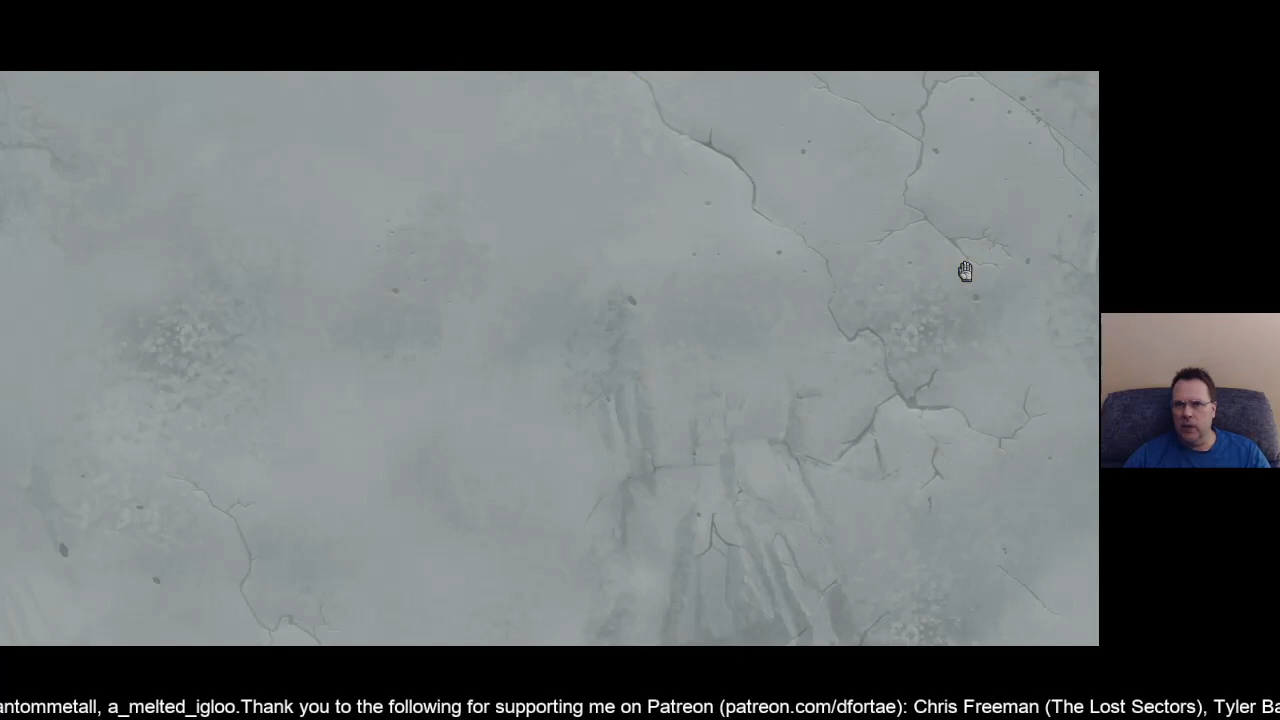 antommetall, a_melted_igloo.Thank you to the following for supporting me on Patreon (patreon.com/dfortae): Chris Freeman (The Lost Sectors), Tyler Ba